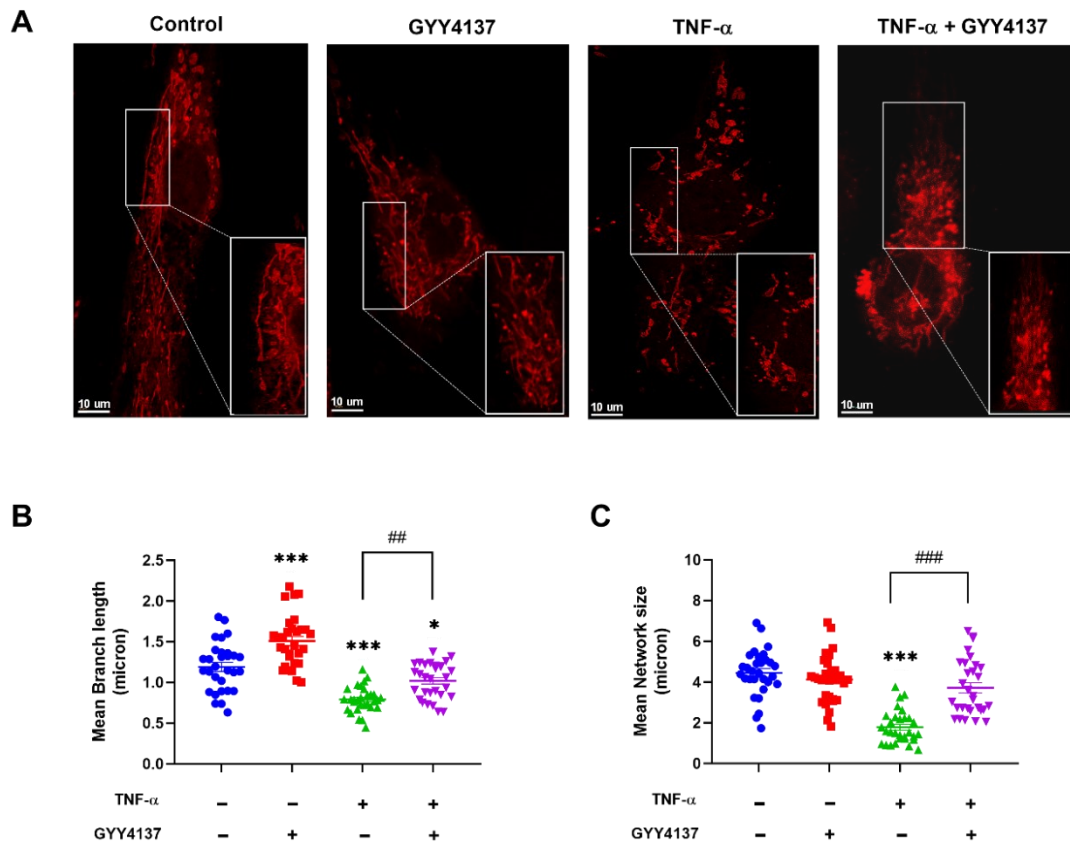 A
Control
GYY4137
TNF-α
TNF-α + GYY4137
10 um
10 um
10 um
10 um
B
Mean Branch length
(micron)
2.5
2.0
1.5
1.0
0.5
0.0
***
***
##
*
TNF-α – – + +
GYY4137 – + – +
C
Mean Network size
(micron)
10
8
6
4
2
0
***
###
TNF-α – – + +
GYY4137 – + – +